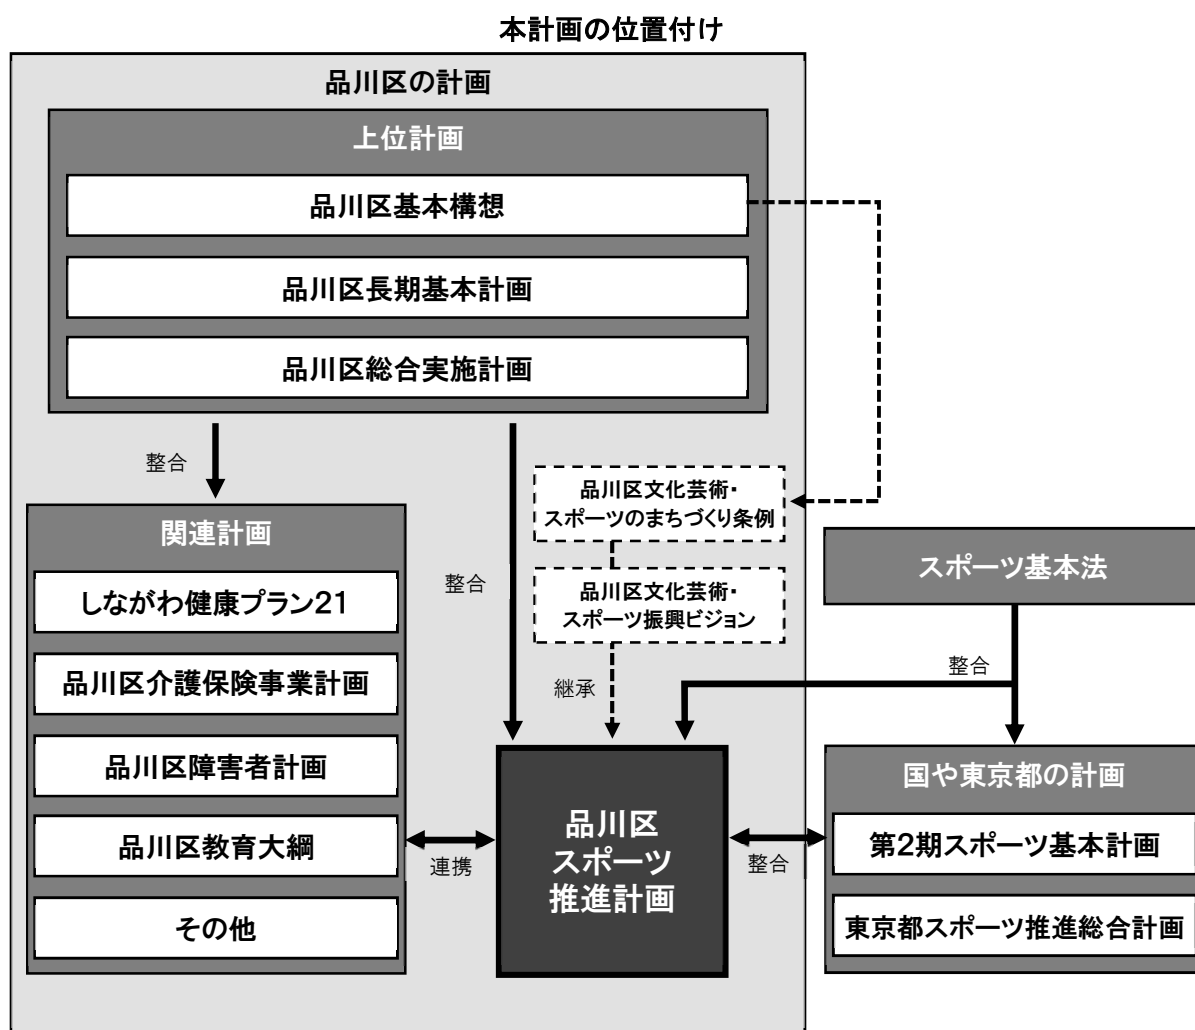 本計画の位置付け
品川区の計画
上位計画
品川区基本構想
品川区長期基本計画
品川区総合実施計画
整合
関連計画
しながわ健康プラン21
品川区介護保険事業計画
品川区障害者計画
品川区教育大綱
その他
整合
品川区文化芸術・
スポーツのまちづくり条例
品川区文化芸術・
スポーツ振興ビジョン
継承
連携
品川区
スポーツ
推進計画
整合
スポーツ基本法
整合
国や東京都の計画
第2期スポーツ基本計画
東京都スポーツ推進総合計画